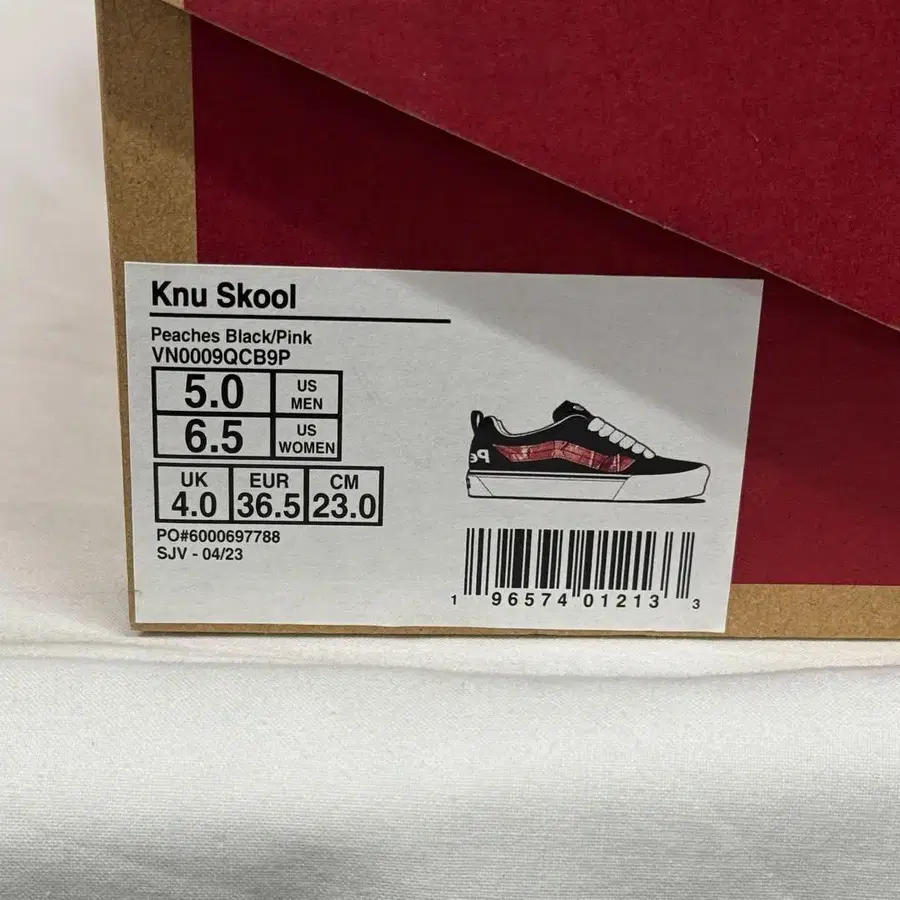 Knu Skool
Peaches Black/Pink
VN0009QCB9P
5.0 US MEN
6.5 US WOMEN
UK EUR CM
4.0 36.5 23.0
PO#6000697788
SJV - 04/23
1 96574 01213 3